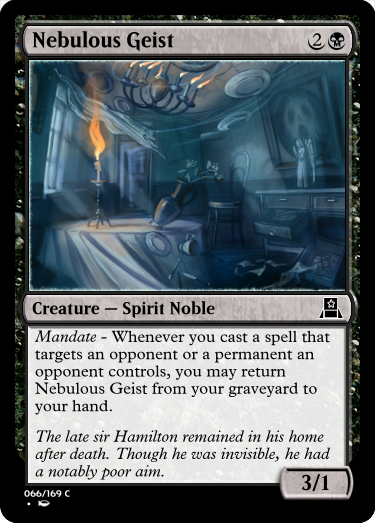 Nebulous Geist 2
Creature — Spirit Noble
Mandate - Whenever you cast a spell that
targets an opponent or a permanent an
opponent controls, you may return
Nebulous Geist from your graveyard to
your hand.
The late sir Hamilton remained in his home
after death. Though he was invisible, he had
a notably poor aim.
3/1
066/169 C